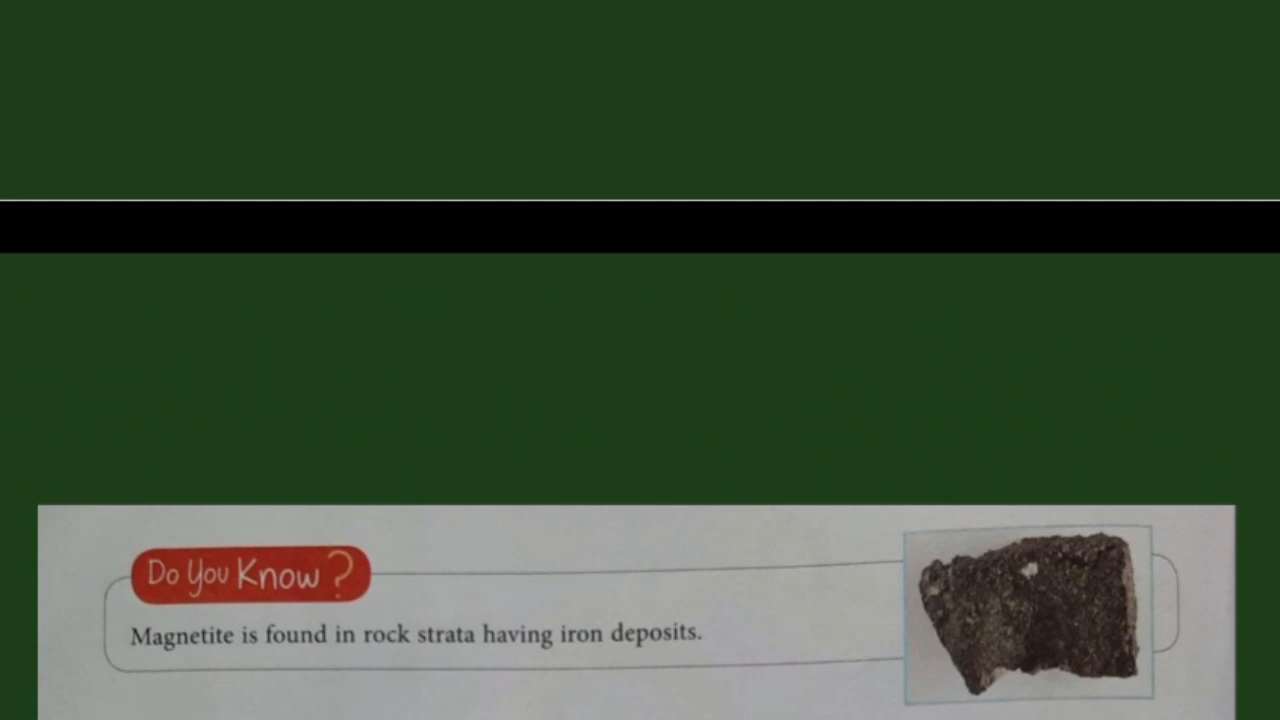 Do You Know?
Magnetite is found in rock strata having iron deposits.